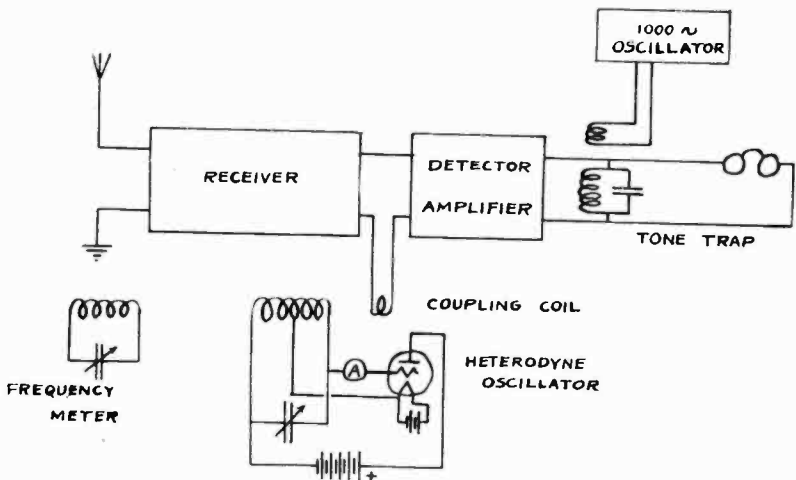 1000 ~
OSCILLATOR
RECEIVER
DETECTOR
AMPLIFIER
TONE TRAP
COUPLING COIL
A
HETERODYNE
OSCILLATOR
FREQUENCY
METER
+